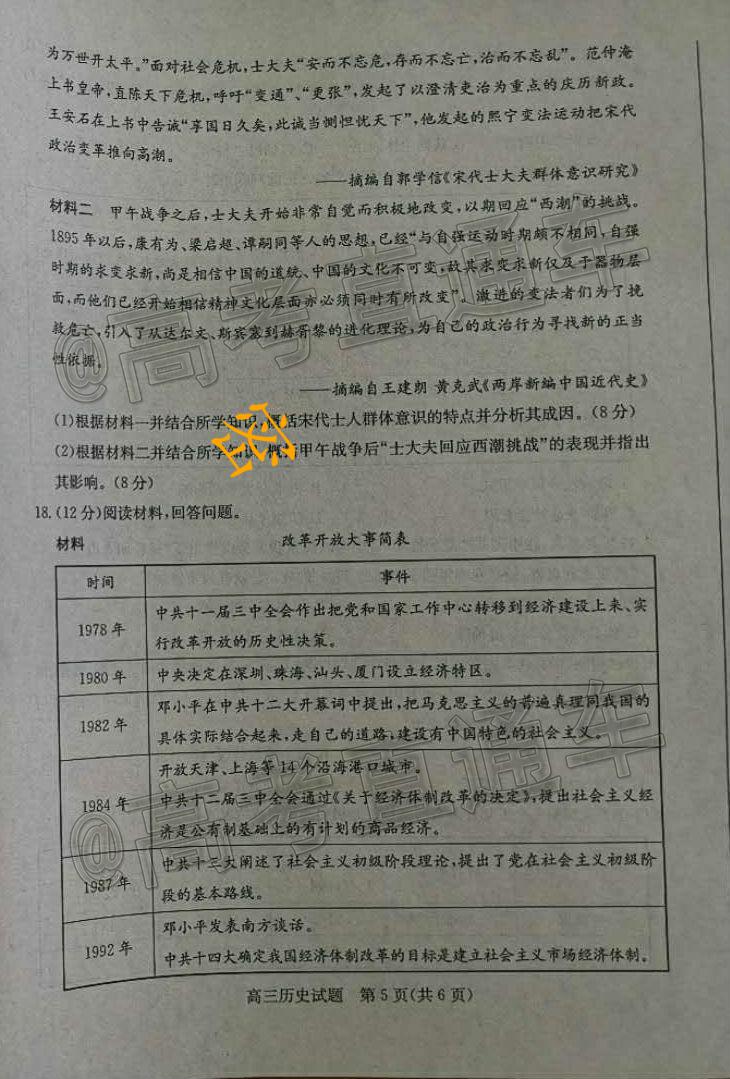 为万世开太平。”面对社会危机,士大夫“安而不忘危,存而不忘亡,治而不忘乱”。范仲淹
上书皇帝,直陈天下危机,呼吁“变通”、“更张”,发起了以澄清吏治为重点的庆历新政。
王安石在上书中告诫“享国日久矣,此诚当恻怛忧天下”,他发起的熙宁变法运动把宋代
政治变革推向高潮。
——摘编自郭学信《宋代士大夫群体意识研究》
材料二 甲午战争之后,士大夫开始非常自觉而积极地改变,以期回应“西潮”的挑战。
1895年以后,康有为、梁启超、谭嗣同等人的思想,已经“与自强运动时期颇不相同,自强
时期的求变求新,尚是相信中国的道统、中国的文化不可变,故其求变求新仅及于器物层
面,而他们已经开始相信精神文化层面亦必须同时有所改变”。激进的变法者们为了挽
救危亡,引入了从达尔文、斯宾塞到赫胥黎的进化理论,为自己的政治行为寻找新的正当
性依据。
——摘编自王建朗 黄克武《两岸新编中国近代史》
(1)根据材料一并结合所学知识,概括宋代士人群体意识的特点并分析其成因。(8分)
(2)根据材料二并结合所学知识,概括甲午战争后“士大夫回应西潮挑战”的表现并指出
其影响。(8分)
密
18.(12分)阅读材料,回答问题。
材料 改革开放大事简表
时间 事件
1978年 中共十一届三中全会作出把党和国家工作中心转移到经济建设上来、实
行改革开放的历史性决策。
1980年 中央决定在深圳、珠海、汕头、厦门设立经济特区。
1982年 邓小平在中共十二大开幕词中提出,把马克思主义的普遍真理同我国的
具体实际结合起来,走自己的道路,建设有中国特色的社会主义。
1984年 开放天津、上海等14个沿海港口城市。
中共十二届三中全会通过《关于经济体制改革的决定》,提出社会主义经
济是公有制基础上的有计划的商品经济。
1987年 中共十三大阐述了社会主义初级阶段理论,提出了党在社会主义初级阶
段的基本路线。
1992年 邓小平发表南方谈话。
中共十四大确定我国经济体制改革的目标是建立社会主义市场经济体制。
高三历史试题 第5页(共6页)
@高考直通车
@高考直通车